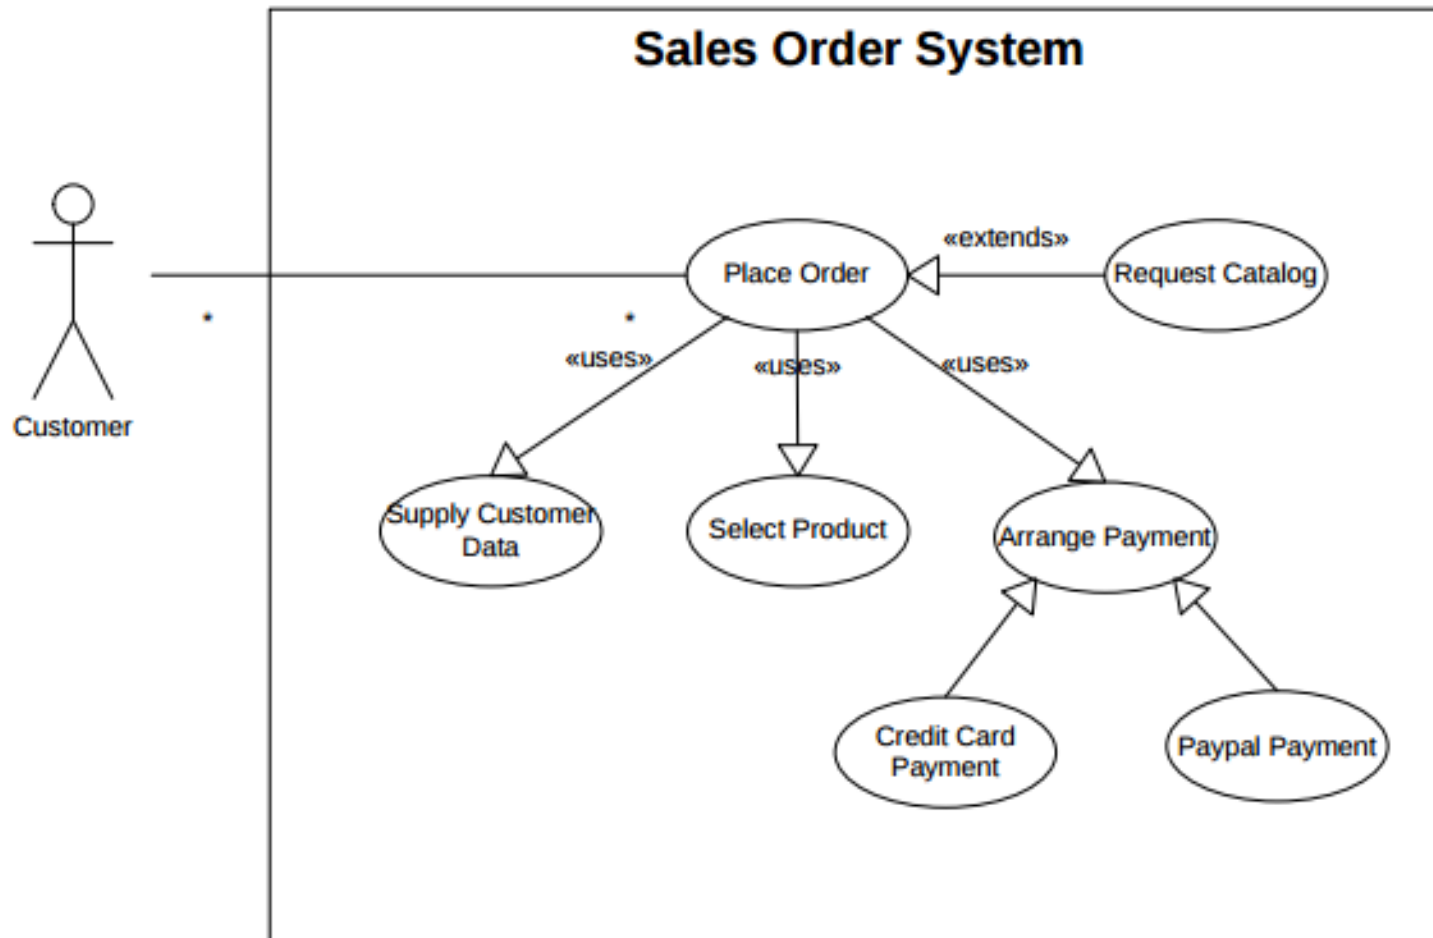 Sales Order System
«extends»
Place Order
Request Catalog
*
*
«uses»
«uses»
«uses»
Customer
Supply Customer
Data
Select Product
Arrange Payment
Credit Card
Payment
Paypal Payment